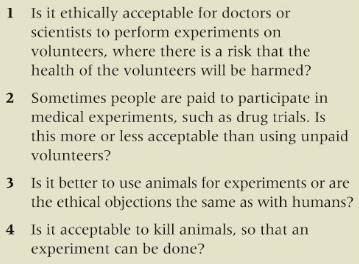 1 Is it ethically acceptable for doctors or
scientists to perform experiments on
volunteers, where there is a risk that the
health of the volunteers will be harmed?
2 Sometimes people are paid to participate in
medical experiments, such as drug trials. Is
this more or less acceptable than using unpaid
volunteers?
3 Is it better to use animals for experiments or are
the ethical objections the same as with humans?
4 Is it acceptable to kill animals, so that an
experiment can be done?